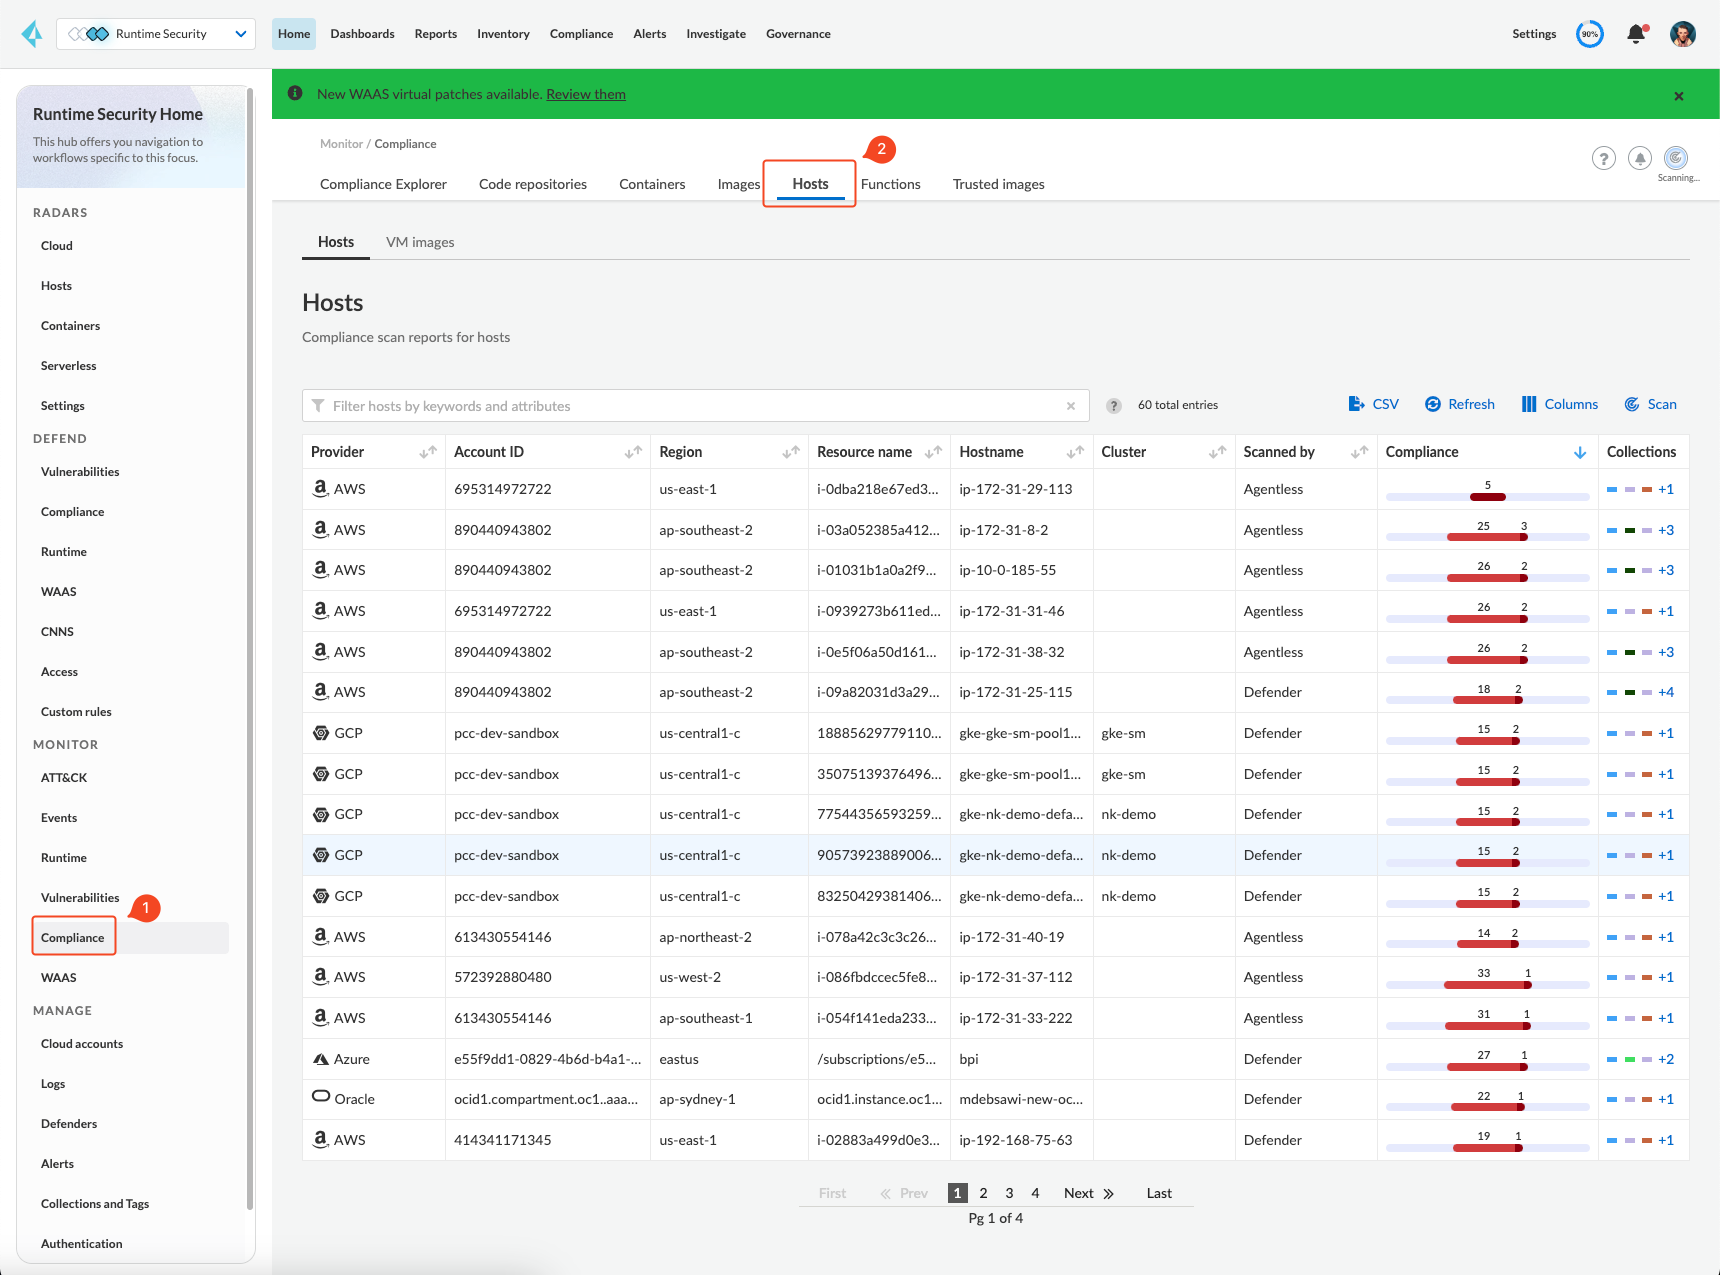 Runtime Security
Home Dashboards Reports Inventory Compliance Alerts Investigate Governance
Settings 90%
Runtime Security Home
This hub offers you navigation to
workflows specific to this focus.
RADARS
Cloud
Hosts
Containers
Serverless
Settings
DEFEND
Vulnerabilities
Compliance
Runtime
WAAS
CNNS
Access
Custom rules
MONITOR
ATT&CK
Events
Runtime
Vulnerabilities
1
Compliance
WAAS
MANAGE
Cloud accounts
Logs
Defenders
Alerts
Collections and Tags
Authentication
New WAAS virtual patches available. Review them
Monitor / Compliance
2
Compliance Explorer Code repositories Containers Images Hosts Functions Trusted images
Scanning...
Hosts VM images
Hosts
Compliance scan reports for hosts
Filter hosts by keywords and attributes
60 total entries
CSV Refresh Columns Scan
Provider Account ID Region Resource name Hostname Cluster Scanned by Compliance Collections
AWS 695314972722 us-east-1 i-0dba218e67ed3... ip-172-31-29-113 Agentless 5 +1
AWS 890440943802 ap-southeast-2 i-03a052385a412... ip-172-31-8-2 Agentless 25 3 +3
AWS 890440943802 ap-southeast-2 i-01031b1a0a2f9... ip-10-0-185-55 Agentless 26 2 +3
AWS 695314972722 us-east-1 i-0939273b611ed... ip-172-31-31-46 Agentless 26 2 +1
AWS 890440943802 ap-southeast-2 i-0e5f06a50d161... ip-172-31-38-32 Agentless 26 2 +3
AWS 890440943802 ap-southeast-2 i-09a82031d3a29... ip-172-31-25-115 Defender 18 2 +4
GCP pcc-dev-sandbox us-central1-c 18885629779110... gke-gke-sm-pool1... gke-sm Defender 15 2 +1
GCP pcc-dev-sandbox us-central1-c 35075139376496... gke-gke-sm-pool1... gke-sm Defender 15 2 +1
GCP pcc-dev-sandbox us-central1-c 77544356593259... gke-nk-demo-defa... nk-demo Defender 15 2 +1
GCP pcc-dev-sandbox us-central1-c 90573923889006... gke-nk-demo-defa... nk-demo Defender 15 2 +1
GCP pcc-dev-sandbox us-central1-c 83250429381406... gke-nk-demo-defa... nk-demo Defender 15 2 +1
AWS 613430554146 ap-northeast-2 i-078a42c3c3c26... ip-172-31-40-19 Agentless 14 2 +1
AWS 572392880480 us-west-2 i-086fbdccec5fe8... ip-172-31-37-112 Agentless 33 1 +1
AWS 613430554146 ap-southeast-1 i-054f141eda233... ip-172-31-33-222 Agentless 31 1 +1
Azure e55f9dd1-0829-4b6d-b4a1-... eastus /subscriptions/e5... bpi Defender 27 1 +2
Oracle ocid1.compartment.oc1..aaa... ap-sydney-1 ocid1.instance.oc1... mdebsawi-new-oc... Defender 22 1 +1
AWS 414341171345 us-east-1 i-02883a499d0e3... ip-192-168-75-63 Defender 19 1 +1
First Prev 1 2 3 4 Next Last
Pg 1 of 4